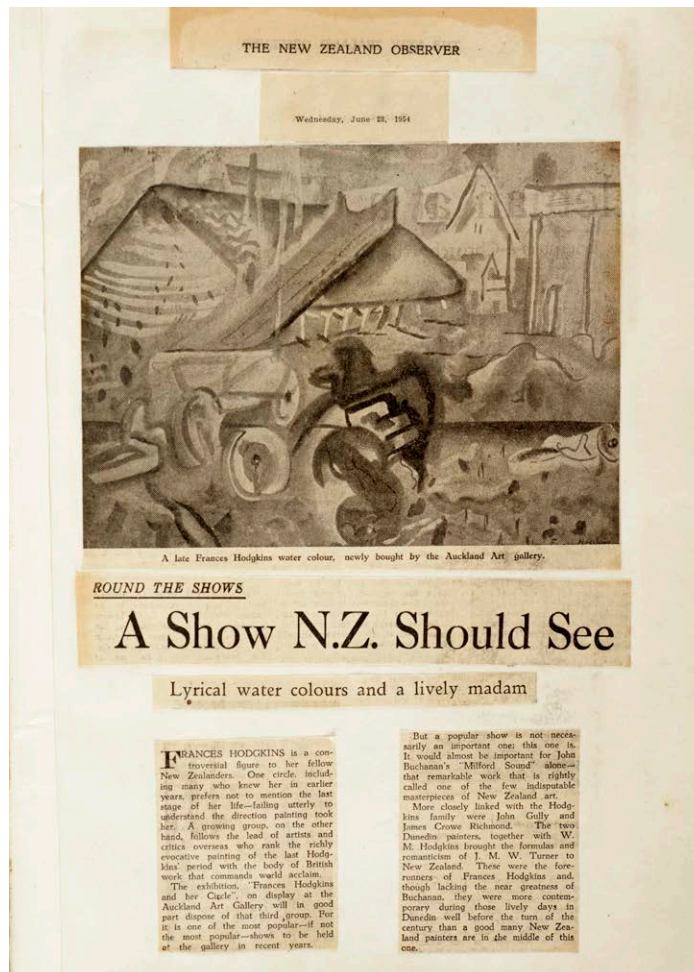 THE NEW ZEALAND OBSERVER
Wednesday, June 23, 1954
A late Frances Hodgkins water colour, newly bought by the Auckland Art gallery.
ROUND THE SHOWS
A Show N.Z. Should See
Lyrical water colours and a lively madam
FRANCES HODGKINS is a con-
troversial figure to her fellow
New Zealanders. One circle, includ-
ing many who knew her in earlier
years, prefers not to mention the last
stage of her life—failing utterly to
understand the direction painting took
her. A growing group, on the other
hand, follows the lead of artists and
critics overseas who rank the richly
evocative painting of the last Hodg-
kins' period with the body of British
work that commands world acclaim.
The exhibition, "Frances Hodgkins
and her Circle", on display at the
Auckland Art Gallery will in good
part dispose of that third group. For
it is one of the most popular—if not
the most popular—shows to be held
at the gallery in recent years.
But a popular show is not neces-
sarily an important one; this one is.
It would almost be important for John
Buchanan's "Milford Sound" alone—
that remarkable work that is rightly
called one of the few indisputable
masterpieces of New Zealand art.
More closely linked with the Hodg-
kins family were John Gully and
James Crowe Richmond. The two
Dunedin painters, together with W.
M. Hodgkins brought the formulas and
romanticism of J. M. W. Turner to
New Zealand. These were the fore-
runners of Frances Hodgkins and,
though lacking the near greatness of
Buchanan, they were more contem-
porary during those lively days in
Dunedin well before the turn of the
century than a good many New Zea-
land painters are in the middle of this
one.